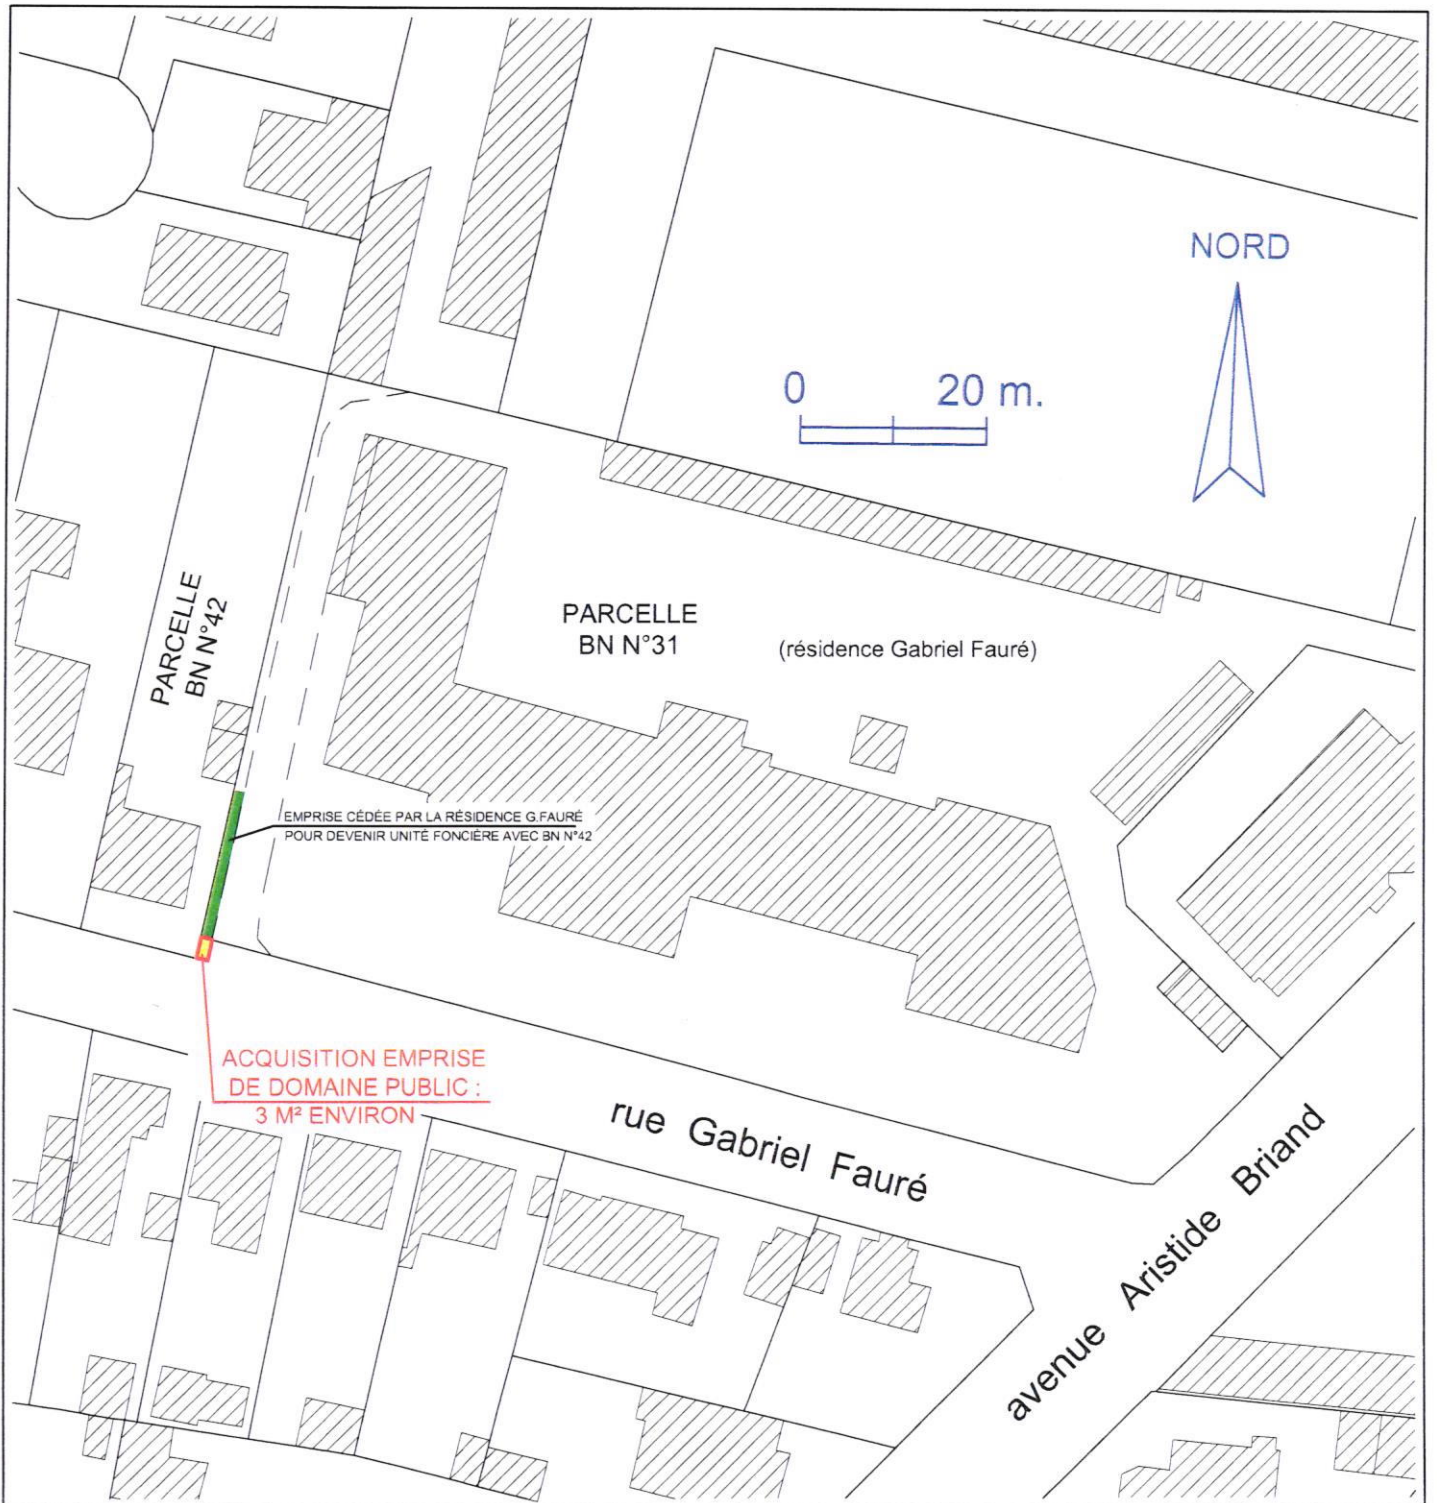 NORD
0 20 m.
PARCELLE
BN N°42
PARCELLE
BN N°31
(résidence Gabriel Fauré)
EMPRISE CÉDÉE PAR LA RÉSIDENCE G.FAURÉ
POUR DEVENIR UNITÉ FONCIÈRE AVEC BN N°42
ACQUISITION EMPRISE
DE DOMAINE PUBLIC :
3 M² ENVIRON
rue Gabriel Fauré
avenue Aristide Briand